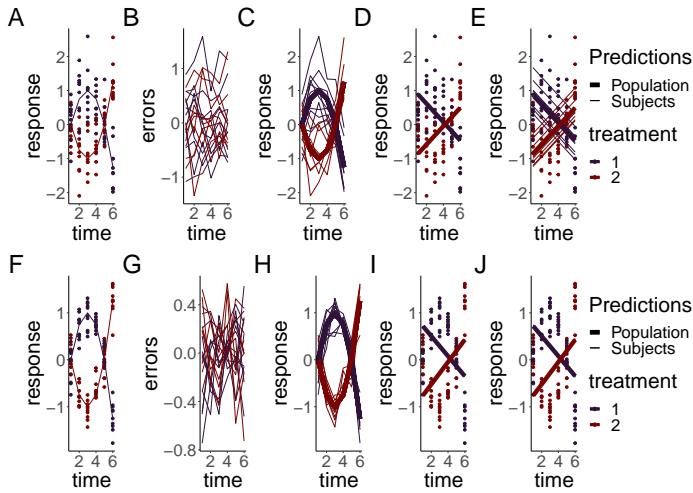 A B C D E
response
2
1
0
−1
−2
2 4 6
time
errors
1
0
−1
2 4 6
time
response
2
1
0
−1
−2
2 4 6
time
response
2
1
0
−1
−2
2 4 6
time
response
2
1
0
−1
−2
2 4 6
time
Predictions
Population
Subjects
treatment
1
2
F G H I J
response
1
0
−1
2 4 6
time
errors
0.4
0.0
−0.4
−0.8
2 4 6
time
response
1
0
−1
2 4 6
time
response
1
0
−1
2 4 6
time
response
1
0
−1
2 4 6
time
Predictions
Population
Subjects
treatment
1
2